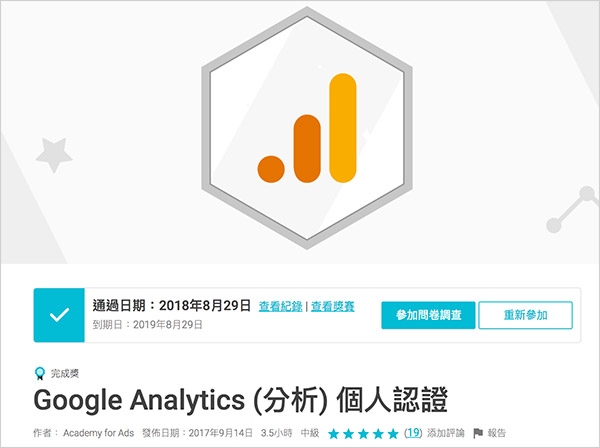 通過日期：2018年8月29日 查看紀錄 | 查看獎賽
到期日：2019年8月29日
參加問卷調查 重新參加
完成獎
Google Analytics (分析) 個人認證
作者： Academy for Ads 發佈日期：2017年9月14日 3.5小時 中級 (19) 添加評論 報告